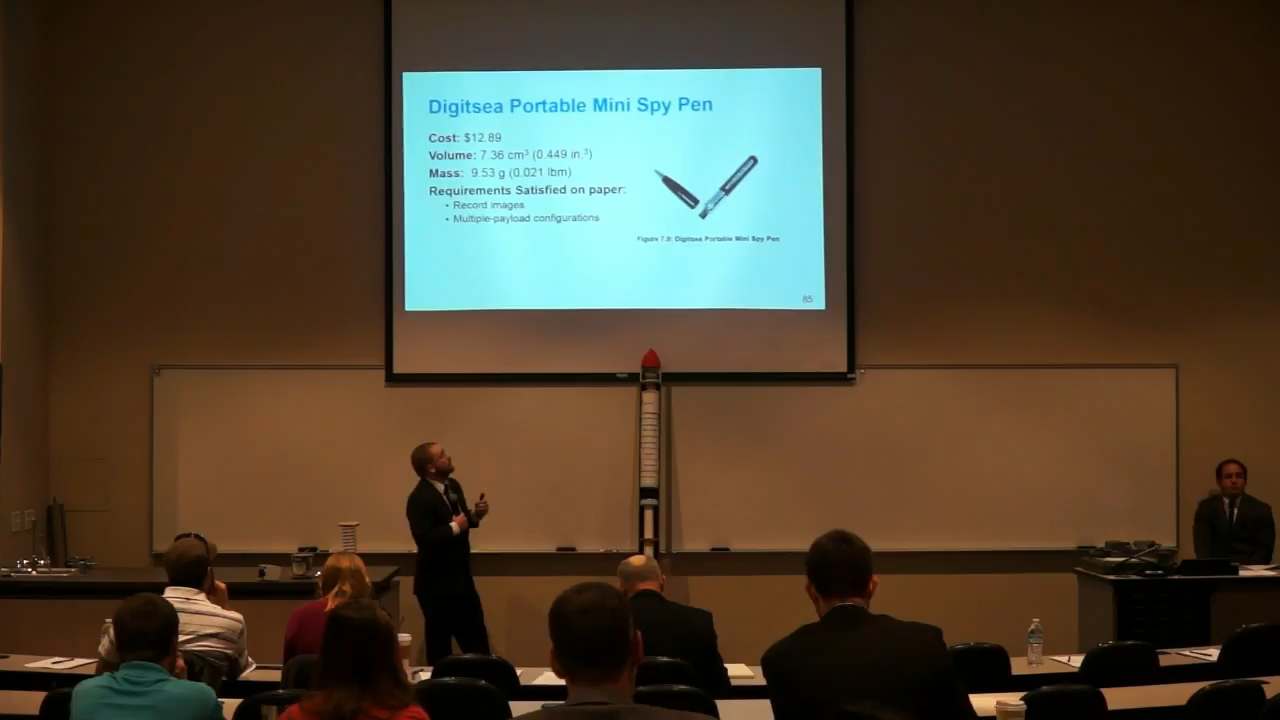 Digitsea Portable Mini Spy Pen
Cost: $12.89
Volume: 7.36 cm³ (0.449 in.³)
Mass: 9.53 g (0.021 lbm)
Requirements Satisfied on paper:
• Record images
• Multiple-payload configurations
Figure 7.9: Digitsea Portable Mini Spy Pen
85